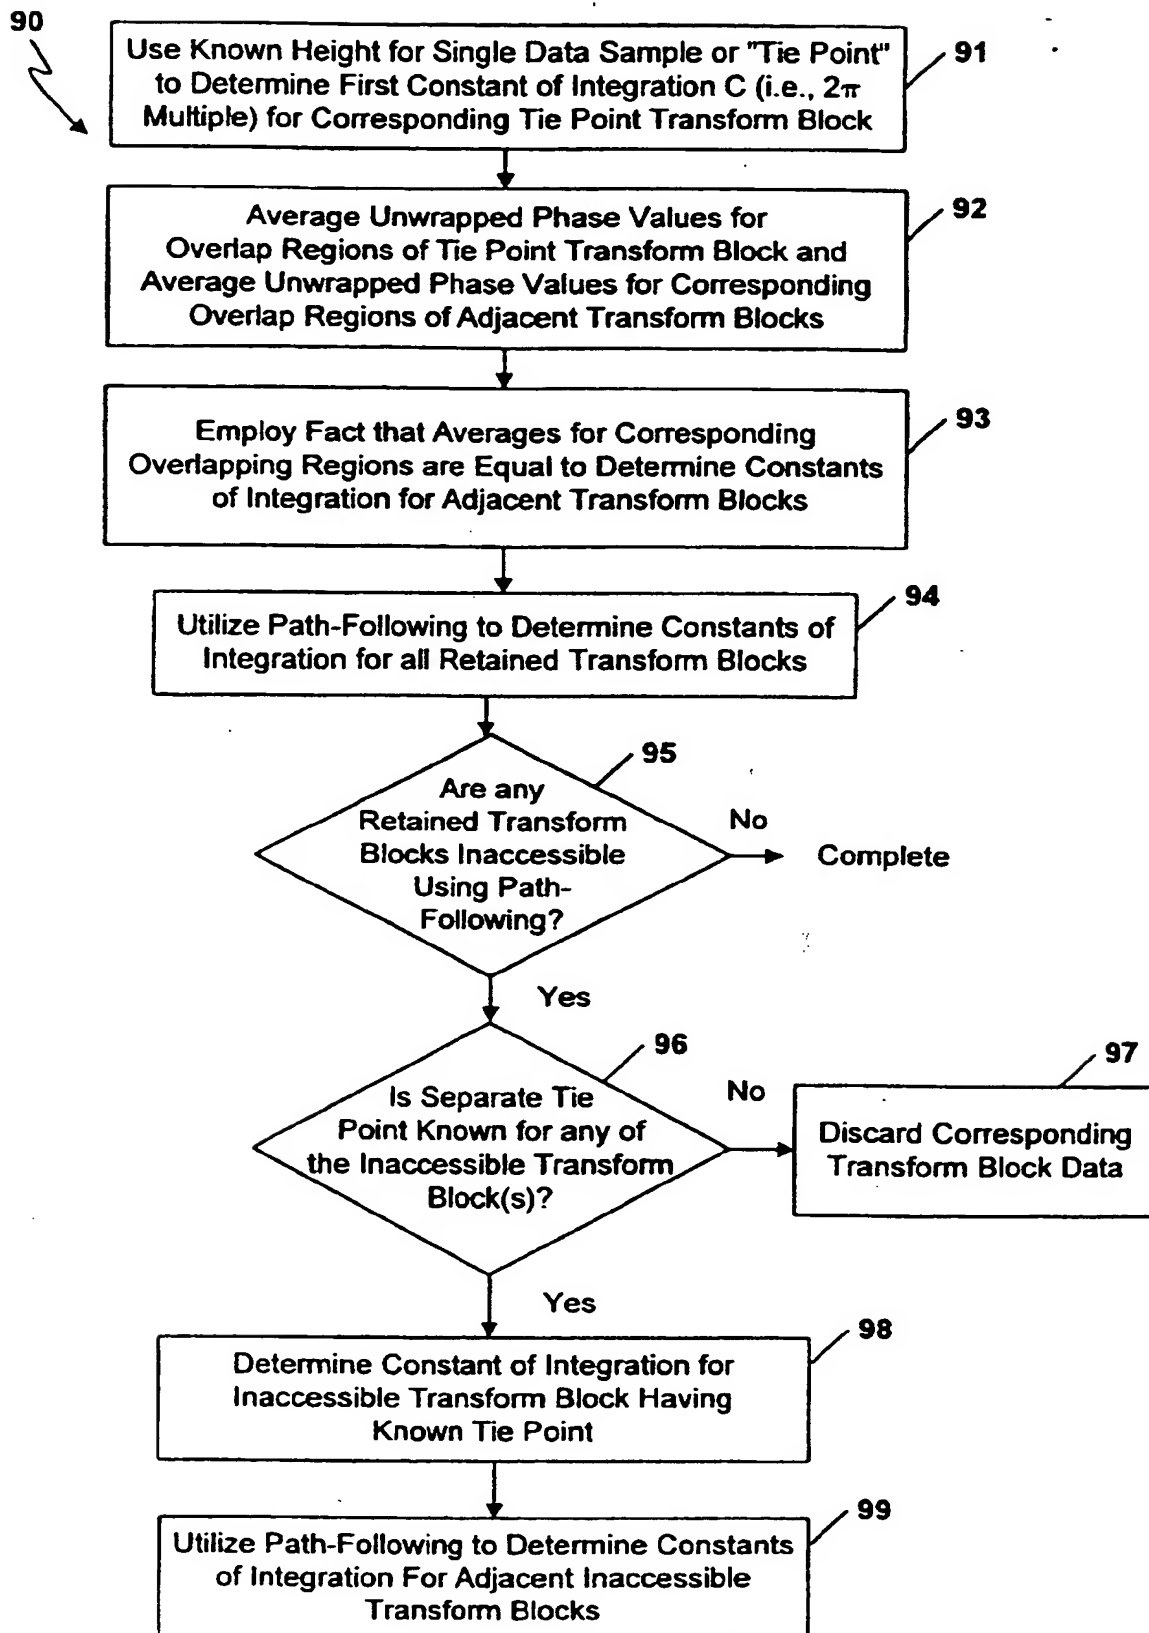 90
Use Known Height for Single Data Sample or "Tie Point"
to Determine First Constant of Integration C (i.e., 2π
Multiple) for Corresponding Tie Point Transform Block
91
Average Unwrapped Phase Values for
Overlap Regions of Tie Point Transform Block and
Average Unwrapped Phase Values for Corresponding
Overlap Regions of Adjacent Transform Blocks
92
Employ Fact that Averages for Corresponding
Overlapping Regions are Equal to Determine Constants
of Integration for Adjacent Transform Blocks
93
Utilize Path-Following to Determine Constants of
Integration for all Retained Transform Blocks
94
Are any
Retained Transform
Blocks Inaccessible
Using Path-
Following?
95
No
Complete
Yes
Is Separate Tie
Point Known for any of
the Inaccessible Transform
Block(s)?
96
No
Discard Corresponding
Transform Block Data
97
Yes
Determine Constant of Integration for
Inaccessible Transform Block Having
Known Tie Point
98
Utilize Path-Following to Determine Constants
of Integration For Adjacent Inaccessible
Transform Blocks
99